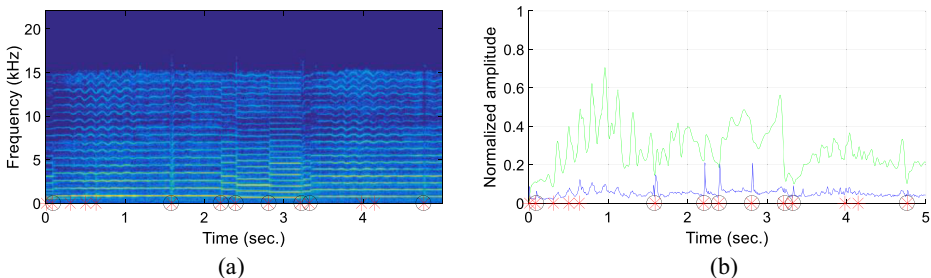 Frequency (kHz)
20
15
10
5
0
0 1 2 3 4
Time (sec.)
(a)
Normalized amplitude
1
0.8
0.6
0.4
0.2
0
0 1 2 3 4 5
Time (sec.)
(b)